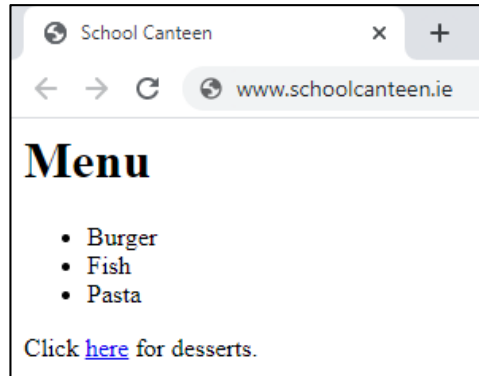 School Canteen
www.schoolcanteen.ie
Menu
• Burger
• Fish
• Pasta
Click here for desserts.